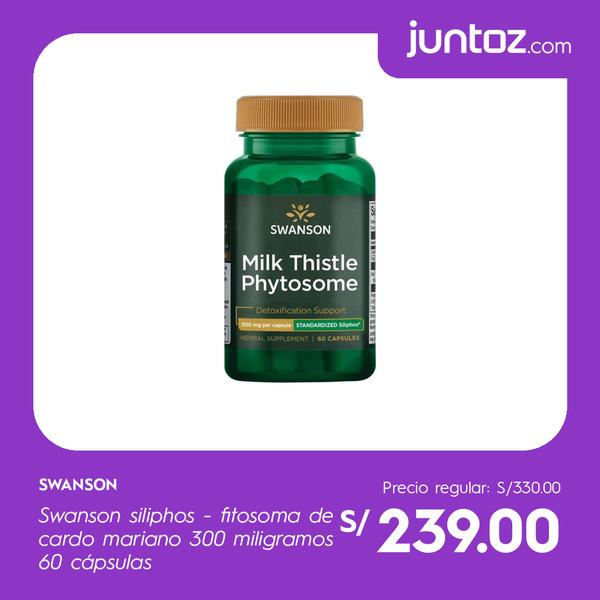 juntoz.com
SWANSON
Milk Thistle
Phytosome
Detoxification Support
300 mg per capsule STANDARDIZED Siliphos®
HERBAL SUPPLEMENT | 60 CAPSULES
SWANSON
Precio regular: S/330.00
Swanson siliphos - fitosoma de
cardo mariano 300 miligramos
60 cápsulas
S/ 239.00